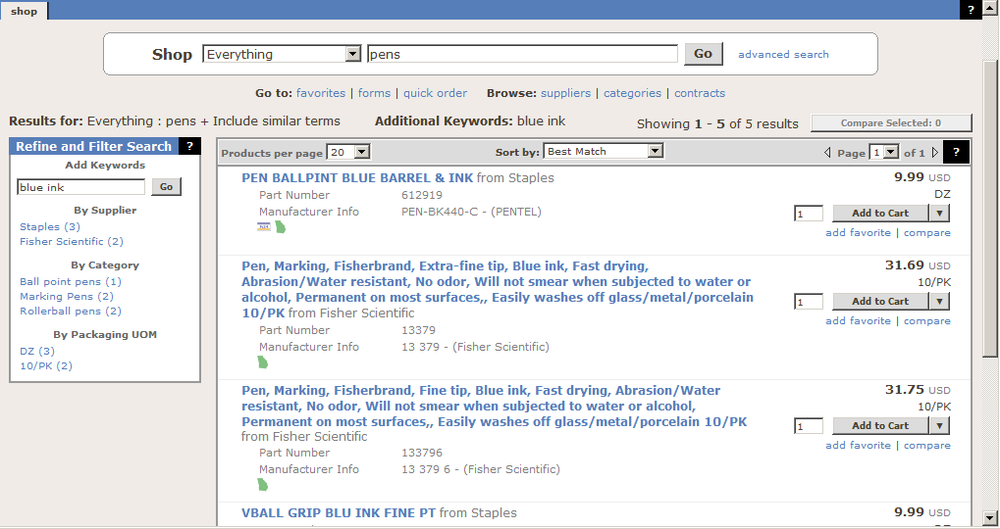 shop
?
Shop Everything pens Go advanced search
Go to: favorites | forms | quick order Browse: suppliers | categories | contracts
Results for: Everything : pens + Include similar terms Additional Keywords: blue ink Showing 1 - 5 of 5 results Compare Selected: 0
Refine and Filter Search ?
Add Keywords
blue ink Go
By Supplier
Staples (3)
Fisher Scientific (2)
By Category
Ball point pens (1)
Marking Pens (2)
Rollerball pens (2)
By Packaging UOM
DZ (3)
10/PK (2)
Products per page 20 Sort by: Best Match Page 1 of 1 ?
PEN BALLPINT BLUE BARREL & INK from Staples
Part Number 612919
Manufacturer Info PEN-BK440-C - (PENTEL)
9.99 USD
DZ
1 Add to Cart
add favorite | compare
Pen, Marking, Fisherbrand, Extra-fine tip, Blue ink, Fast drying,
Abrasion/Water resistant, No odor, Will not smear when subjected to water or
alcohol, Permanent on most surfaces,, Easily washes off glass/metal/porcelain
10/PK from Fisher Scientific
Part Number 13379
Manufacturer Info 13 379 - (Fisher Scientific)
31.69 USD
10/PK
1 Add to Cart
add favorite | compare
Pen, Marking, Fisherbrand, Fine tip, Blue ink, Fast drying, Abrasion/Water
resistant, No odor, Will not smear when subjected to water or alcohol,
Permanent on most surfaces,, Easily washes off glass/metal/porcelain 10/PK
from Fisher Scientific
Part Number 133796
Manufacturer Info 13 379 6 - (Fisher Scientific)
31.75 USD
10/PK
1 Add to Cart
add favorite | compare
VBALL GRIP BLU INK FINE PT from Staples
9.99 USD